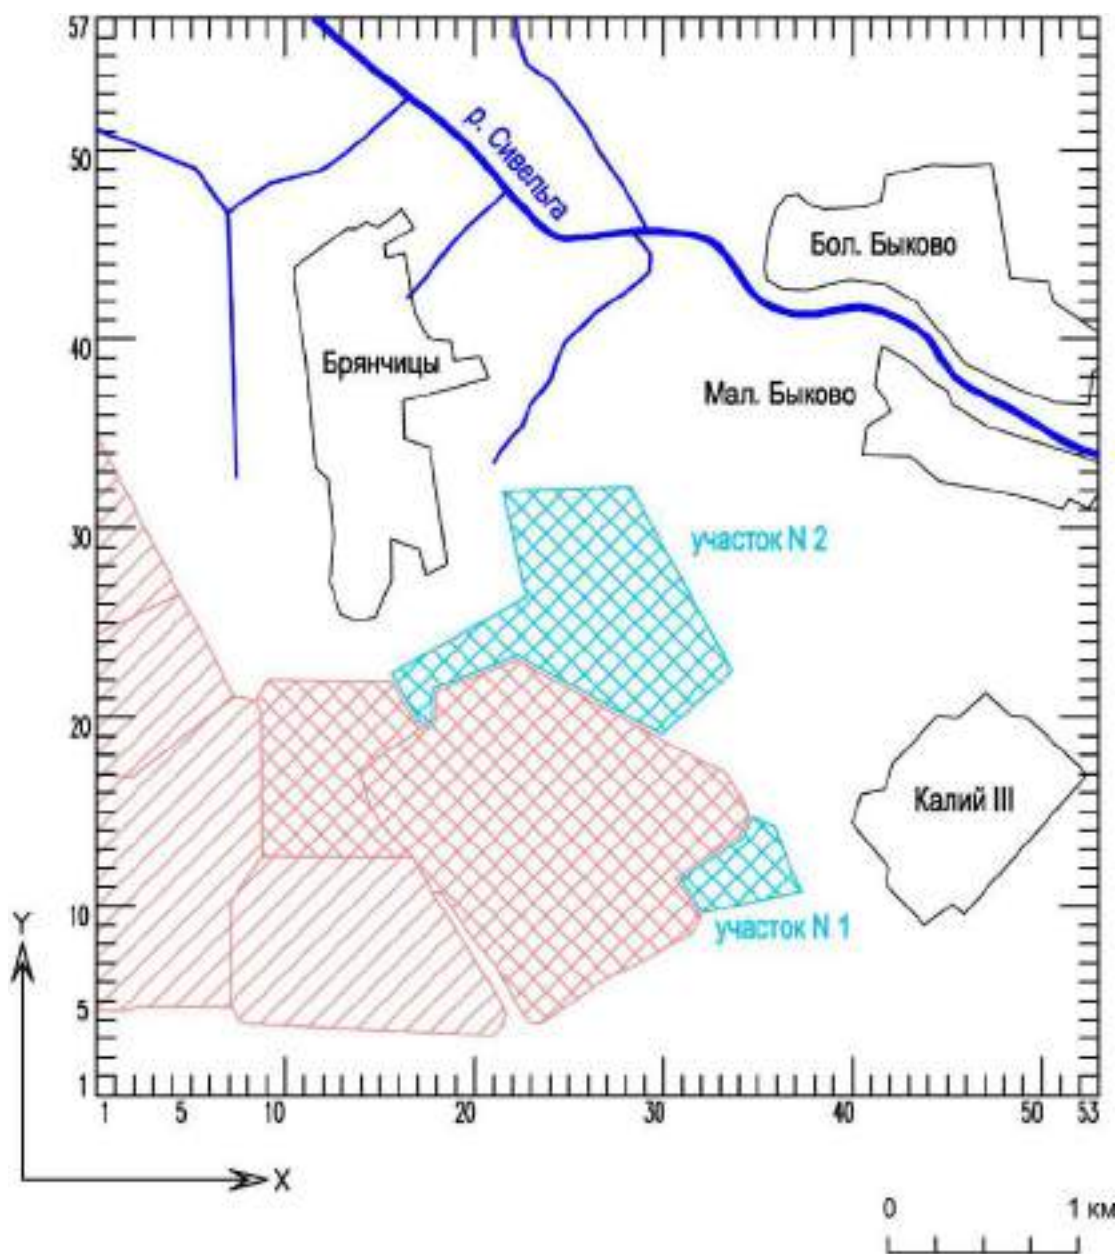 57
50
р. Сивельга
Бол. Быково
40
Брянчицы
Мал. Быково
30
участок N 2
20
Калий III
10
участок N 1
Y
5
1
1 5 10 20 30 40 50 53
X
0 1 км